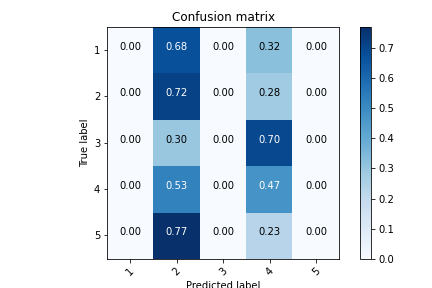 Confusion matrix
1 0.00 0.68 0.00 0.32 0.00
2 0.00 0.72 0.00 0.28 0.00
3 0.00 0.30 0.00 0.70 0.00
4 0.00 0.53 0.00 0.47 0.00
5 0.00 0.77 0.00 0.23 0.00
1 2 3 4 5
True label
Predicted label
0.7
0.6
0.5
0.4
0.3
0.2
0.1
0.0